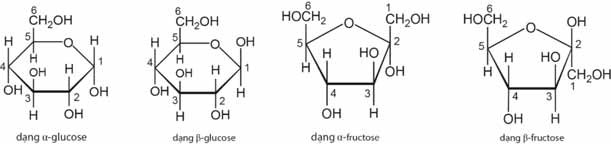 6
CH₂OH
H 5 O H
4 H 1
OH OH H OH
3 2
H OH
dạng α-glucose
6
CH₂OH
H 5 O OH
4 H 1
OH OH H H
3 2
H OH
dạng β-glucose
6 1
HOCH₂ O CH₂OH
5 2
H HO OH
4 3
OH H
dạng α-fructose
6
HOCH₂ O OH
5 2
H HO CH₂OH
4 3 1
OH H
dạng β-fructose